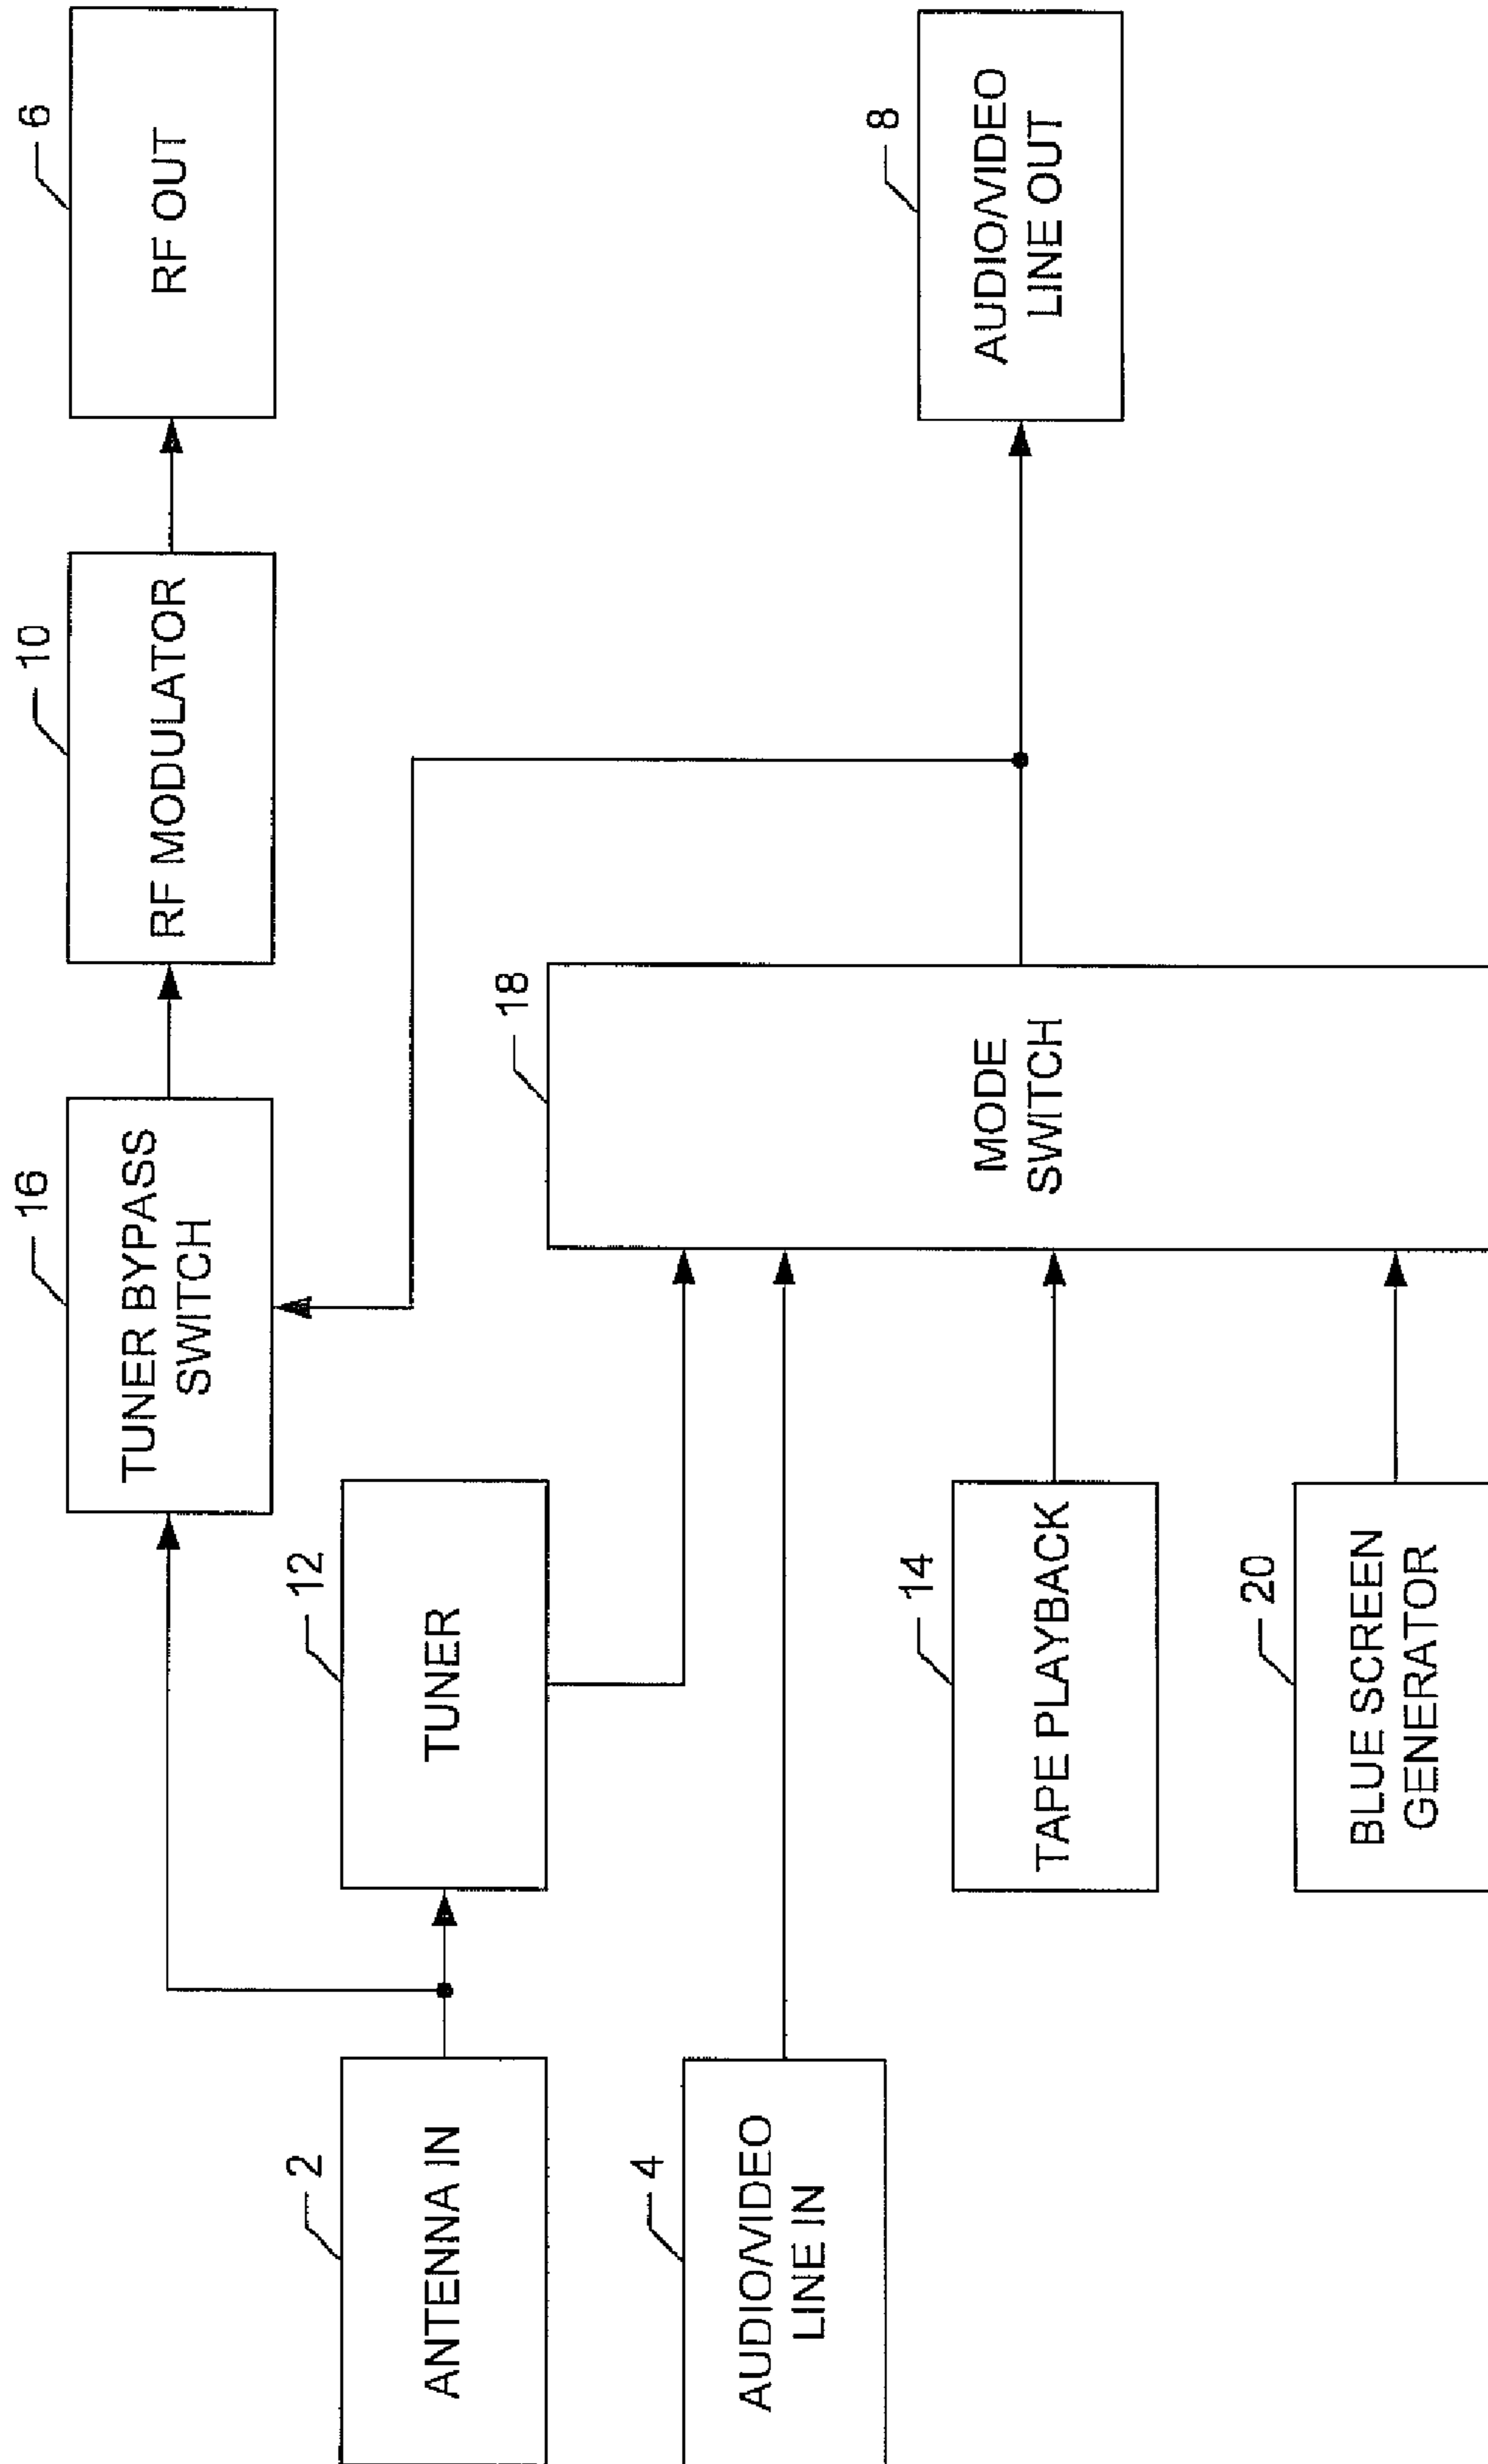 6
RF OUT
10
RF MODULATOR
16
TUNER BYPASS
SWITCH
8
AUDIO/VIDEO
LINE OUT
18
MODE
SWITCH
12
TUNER
2
ANTENNA IN
4
AUDIO/VIDEO
LINE IN
14
TAPE PLAYBACK
20
BLUE SCREEN
GENERATOR